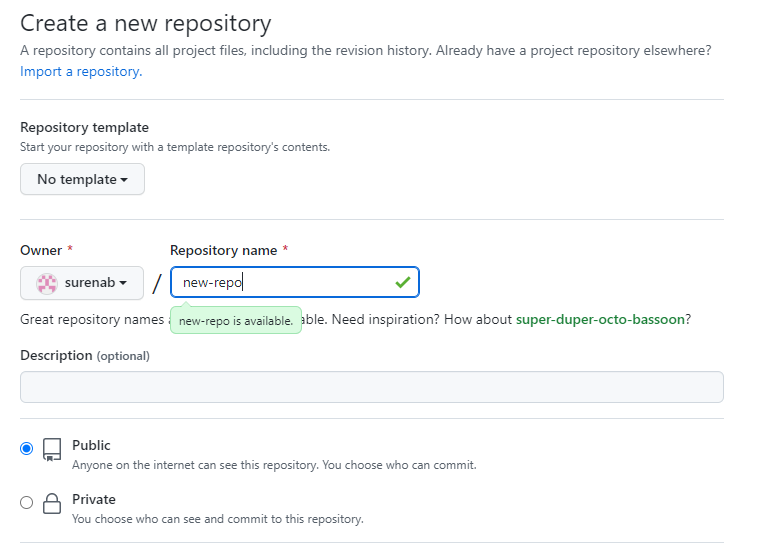 Create a new repository
A repository contains all project files, including the revision history. Already have a project repository elsewhere?
Import a repository.
Repository template
Start your repository with a template repository's contents.
No template
Owner * Repository name *
surenab / new-repo
Great repository names able. Need inspiration? How about super-duper-octo-bassoon?
new-repo is available.
Description (optional)
Public
Anyone on the internet can see this repository. You choose who can commit.
Private
You choose who can see and commit to this repository.